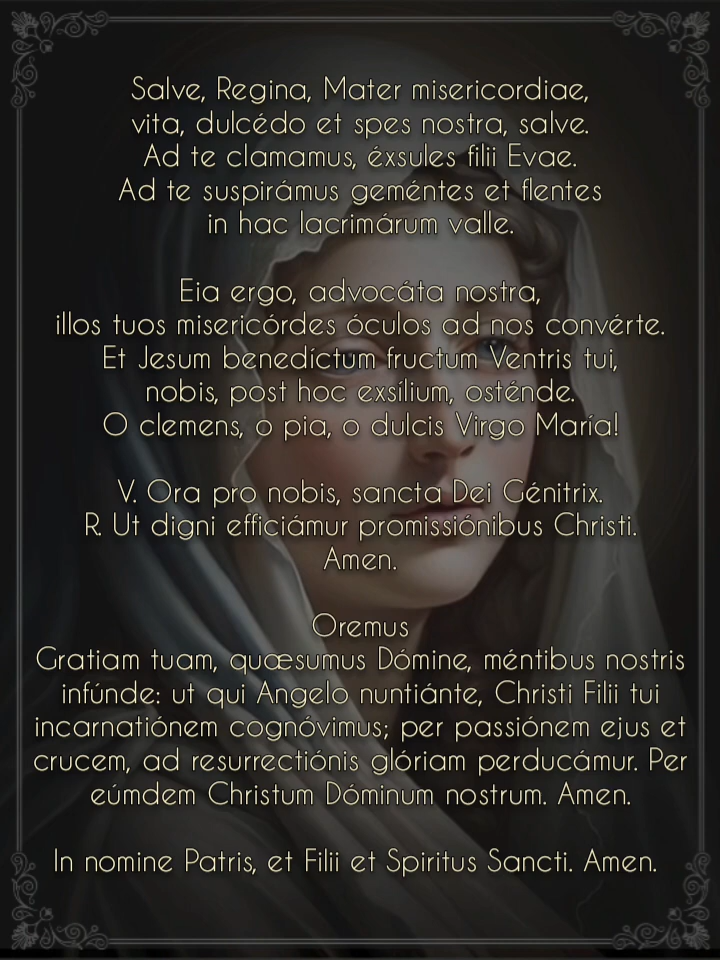 Salve, Regina, Mater misericordiae,
vita, dulcédo et spes nostra, salve.
Ad te clamamus, éxsules filii Evae.
Ad te suspirámus geméntes et flentes
in hac lacrimárum valle.
Eia ergo, advocáta nostra,
illos tuos misericórdes óculos ad nos convérte.
Et Jesum benedíctum fructum Ventris tui,
nobis, post hoc exsílium, osténde.
O clemens, o pia, o dulcis Virgo María!
V. Ora pro nobis, sancta Dei Génitrix.
R. Ut digni efficiámur promissiónibus Christi.
Amen.
Oremus
Gratiam tuam, quæsumus Dómine, méntibus nostris
infúnde: ut qui Angelo nuntiánte, Christi Filii tui
incarnatiónem cognóvimus; per passiónem ejus et
crucem, ad resurrectiónis glóriam perducámur. Per
eúmdem Christum Dóminum nostrum. Amen.
In nomine Patris, et Filii et Spiritus Sancti. Amen.